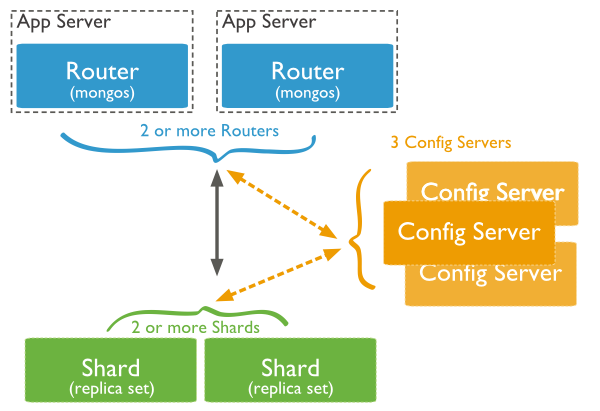 App Server
App Server
Router
(mongos)
Router
(mongos)
2 or more Routers
3 Config Servers
Config Server
Config Server
Config Server
2 or more Shards
Shard
(replica set)
Shard
(replica set)